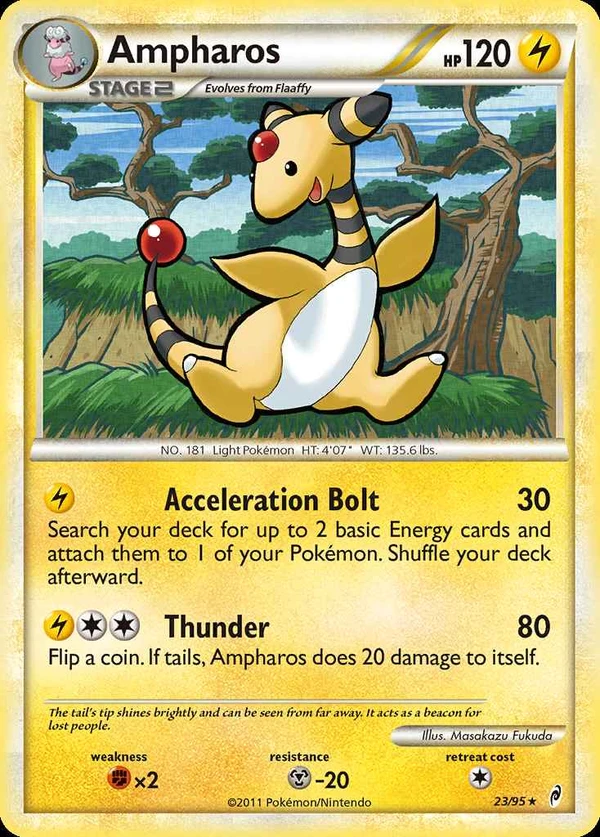 Ampharos
HP120
STAGE2
Evolves from Flaaffy
NO. 181 Light Pokémon HT: 4'07" WT: 135.6 lbs.
Acceleration Bolt 30
Search your deck for up to 2 basic Energy cards and
attach them to 1 of your Pokémon. Shuffle your deck
afterward.
Thunder 80
Flip a coin. If tails, Ampharos does 20 damage to itself.
The tail's tip shines brightly and can be seen from far away. It acts as a beacon for
lost people.
Illus. Masakazu Fukuda
weakness resistance retreat cost
×2 -20
©2011 Pokémon/Nintendo
23/95 ★